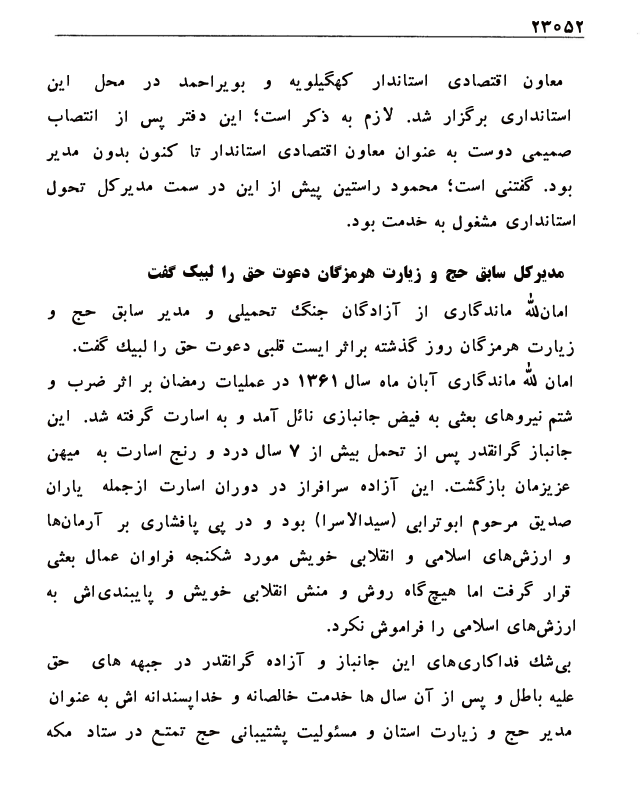 ۲۳۰۵۲
معاون اقتصادی استاندار کهگیلویه و بویراحمد در محل این
استانداری برگزار شد. لازم به ذکر است؛ این دفتر پس از انتصاب
صمیمی دوست به عنوان معاون اقتصادی استاندار تا کنون بدون مدیر
بود. گفتنی است؛ محمود راستین پیش از این در سمت مدیرکل تحول
استانداری مشغول به خدمت بود.
مدیرکل سابق حج و زیارت هرمزگان دعوت حق را لبیک گفت
امان‌الله ماندگاری از آزادگان جنگ تحمیلی و مدیر سابق حج و
زیارت هرمزگان روز گذشته براثر ایست قلبی دعوت حق را لبیك گفت.
امان الله ماندگاری آبان ماه سال ۱۳۶۱ در عملیات رمضان بر اثر ضرب و
شتم نیروهای بعثی به فیض جانبازی نائل آمد و به اسارت گرفته شد. این
جانباز گرانقدر پس از تحمل بیش از ۷ سال درد و رنج اسارت به میهن
عزیزمان بازگشت. این آزاده سرافراز در دوران اسارت ازجمله یاران
صدیق مرحوم ابوترابی (سیدالاسرا) بود و در پی پافشاری بر آرمان‌ها
و ارزش‌های اسلامی و انقلابی خویش مورد شکنجه فراوان عمال بعثی
قرار گرفت اما هیچ‌گاه روش و منش انقلابی خویش و پایبندی‌اش به
ارزش‌های اسلامی را فراموش نکرد.
بی‌شك فداکاری‌های این جانباز و آزاده گرانقدر در جبهه های حق
علیه باطل و پس از آن سال ها خدمت خالصانه و خداپسندانه اش به عنوان
مدیر حج و زیارت استان و مسئولیت پشتیبانی حج تمتع در ستاد مکه